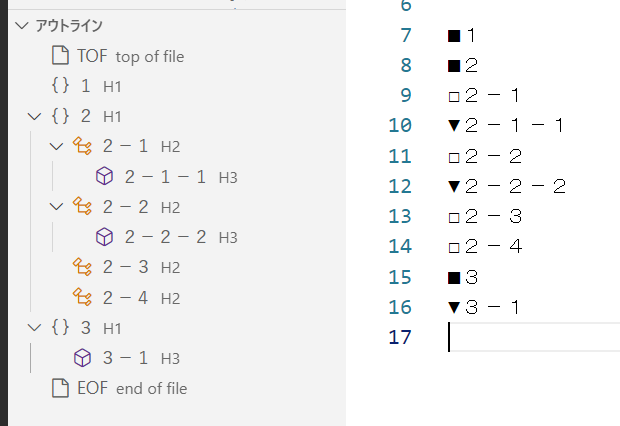 アウトライン
TOF top of file
{} 1 H1
{} 2 H1
2-1 H2
2-1-1 H3
2-2 H2
2-2-2 H3
2-3 H2
2-4 H2
{} 3 H1
3-1 H3
EOF end of file
6
7 ■1
8 ■2
9 □2-1
10 ▼2-1-1
11 □2-2
12 ▼2-2-2
13 □2-3
14 □2-4
15 ■3
16 ▼3-1
17